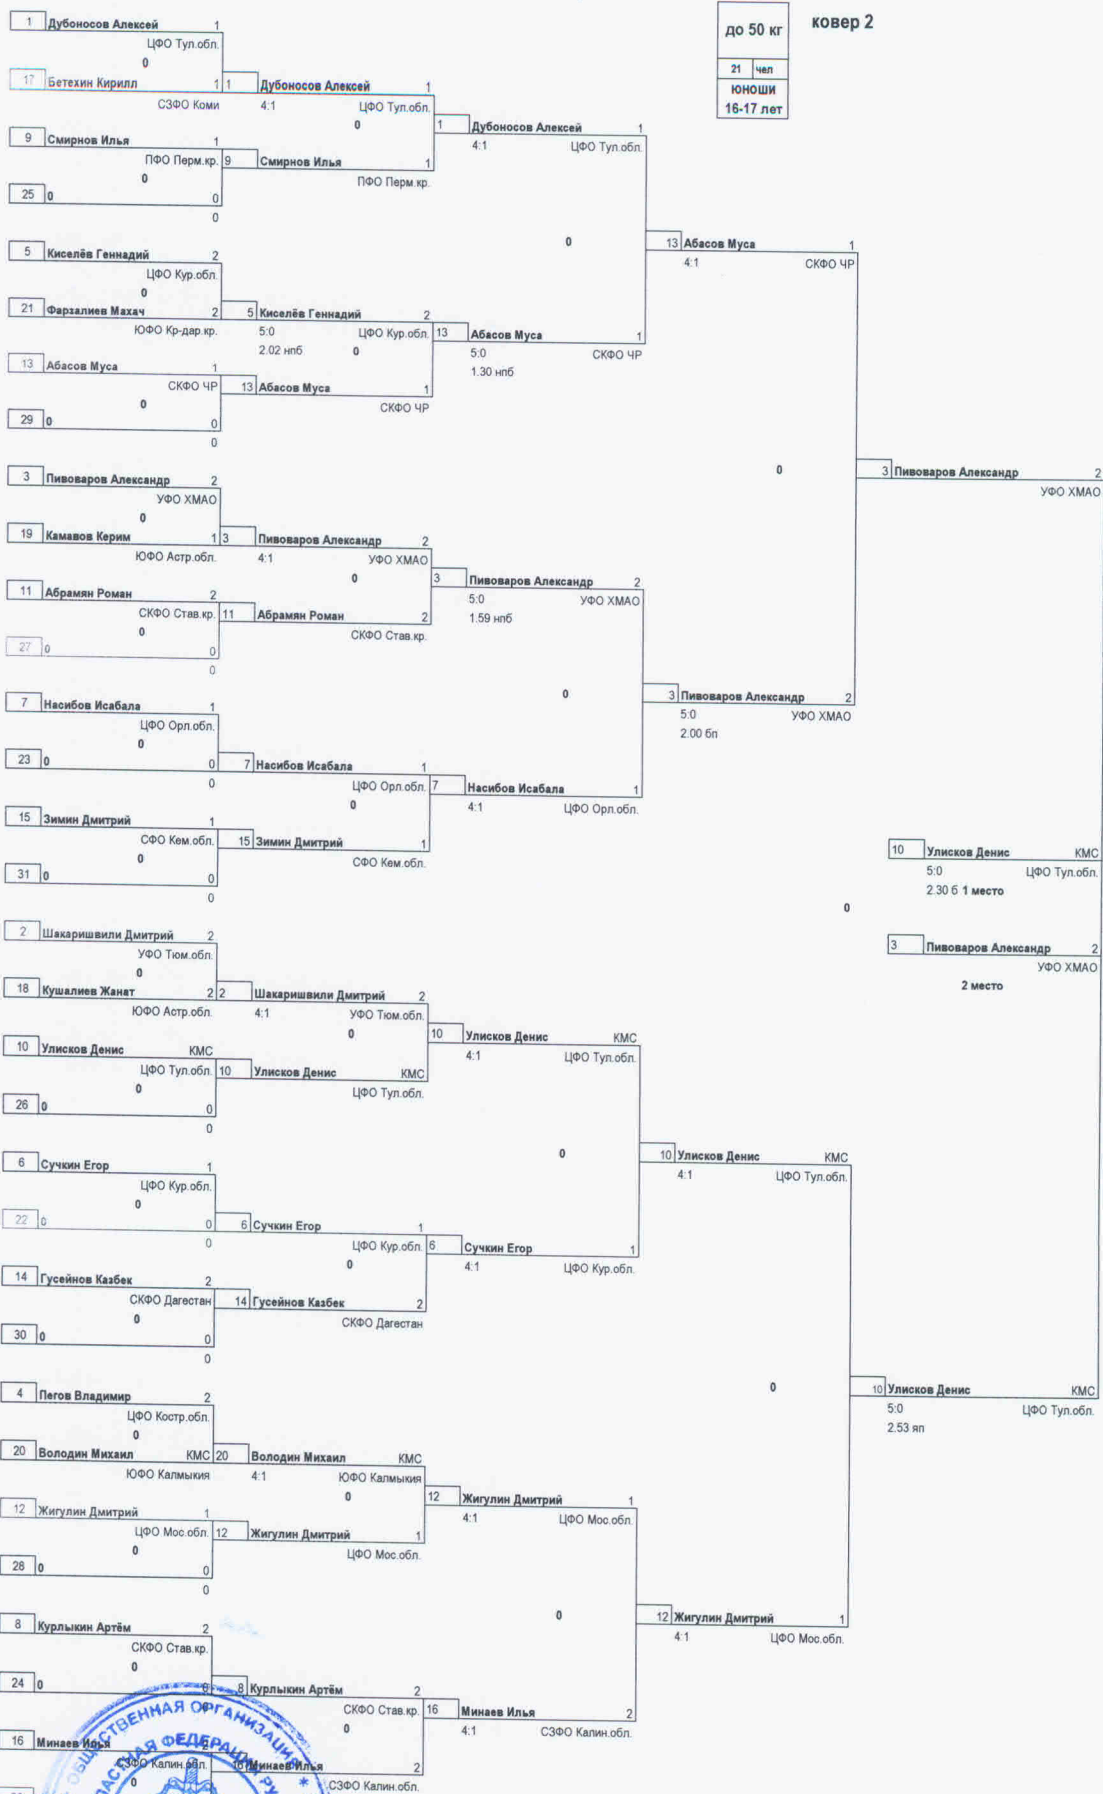 до 50 кг
ковер 2
21 чел
юноши
16-17 лет
1 Дубоносов Алексей 1
ЦФО Тул.обл.
0
17 Бетехин Кирилл 1
СЗФО Коми
1 Дубоносов Алексей 1
4:1 ЦФО Тул.обл.
0
9 Смирнов Илья 1
ПФО Перм.кр.
0
25 0 0
0
9 Смирнов Илья 1
ПФО Перм.кр.
1 Дубоносов Алексей 1
4:1 ЦФО Тул.обл.
0
5 Киселёв Геннадий 2
ЦФО Кур.обл.
0
21 Фарзалиев Махач 2
ЮФО Кр-дар.кр.
5 Киселёв Геннадий 2
5:0 ЦФО Кур.обл.
2.02 нпб 0
13 Абасов Муса 1
СКФО ЧР
0
29 0 0
0
13 Абасов Муса 1
СКФО ЧР
13 Абасов Муса 1
5:0 СКФО ЧР
1.30 нпб
13 Абасов Муса 1
4:1 СКФО ЧР
0
3 Пивоваров Александр 2
УФО ХМАО
0
19 Камавов Керим 1
ЮФО Астр.обл.
3 Пивоваров Александр 2
4:1 УФО ХМАО
0
11 Абрамян Роман 2
СКФО Став.кр.
0
27 0 0
0
11 Абрамян Роман 2
СКФО Став.кр.
3 Пивоваров Александр 2
5:0 УФО ХМАО
1.59 нпб
0
7 Насибов Исабала 1
ЦФО Орл.обл.
0
23 0 0
0
7 Насибов Исабала 1
ЦФО Орл.обл.
0
15 Зимин Дмитрий 1
СФО Кем.обл.
0
31 0 0
0
15 Зимин Дмитрий 1
СФО Кем.обл.
7 Насибов Исабала 1
4:1 ЦФО Орл.обл.
3 Пивоваров Александр 2
5:0 УФО ХМАО
2.00 бп
3 Пивоваров Александр 2
УФО ХМАО
10 Улисков Денис КМС
5:0 ЦФО Тул.обл.
2.30 б 1 место
0
3 Пивоваров Александр 2
УФО ХМАО
2 место
2 Шакаришвили Дмитрий 2
УФО Тюм.обл.
0
18 Кушалиев Жанат 2
ЮФО Астр.обл.
2 Шакаришвили Дмитрий 2
4:1 УФО Тюм.обл.
0
10 Улисков Денис КМС
ЦФО Тул.обл.
0
26 0 0
0
10 Улисков Денис КМС
ЦФО Тул.обл.
10 Улисков Денис КМС
4:1 ЦФО Тул.обл.
0
6 Сучкин Егор 1
ЦФО Кур.обл.
0
22 0 0
0
6 Сучкин Егор 1
ЦФО Кур.обл.
0
14 Гусейнов Казбек 2
СКФО Дагестан
0
30 0 0
0
14 Гусейнов Казбек 2
СКФО Дагестан
6 Сучкин Егор 1
4:1 ЦФО Кур.обл.
10 Улисков Денис КМС
4:1 ЦФО Тул.обл.
0
4 Пегов Владимир 2
ЦФО Костр.обл.
0
20 Володин Михаил КМС
ЮФО Калмыкия
20 Володин Михаил КМС
4:1 ЮФО Калмыкия
0
12 Жигулин Дмитрий 1
ЦФО Мос.обл.
0
28 0 0
0
12 Жигулин Дмитрий 1
ЦФО Мос.обл.
12 Жигулин Дмитрий 1
4:1 ЦФО Мос.обл.
0
8 Курлыкин Артём 2
СКФО Став.кр.
0
24 0
8 Курлыкин Артём 2
СКФО Став.кр.
0
16 Минаев Илья 2
СЗФО Калин.обл.
0
16 Минаев Илья 2
СЗФО Калин.обл.
16 Минаев Илья 2
4:1 СЗФО Калин.обл.
12 Жигулин Дмитрий 1
4:1 ЦФО Мос.обл.
10 Улисков Денис КМС
5:0 ЦФО Тул.обл.
2.53 яп
ОБЩЕСТВЕННАЯ ОРГАНИЗАЦИЯ *